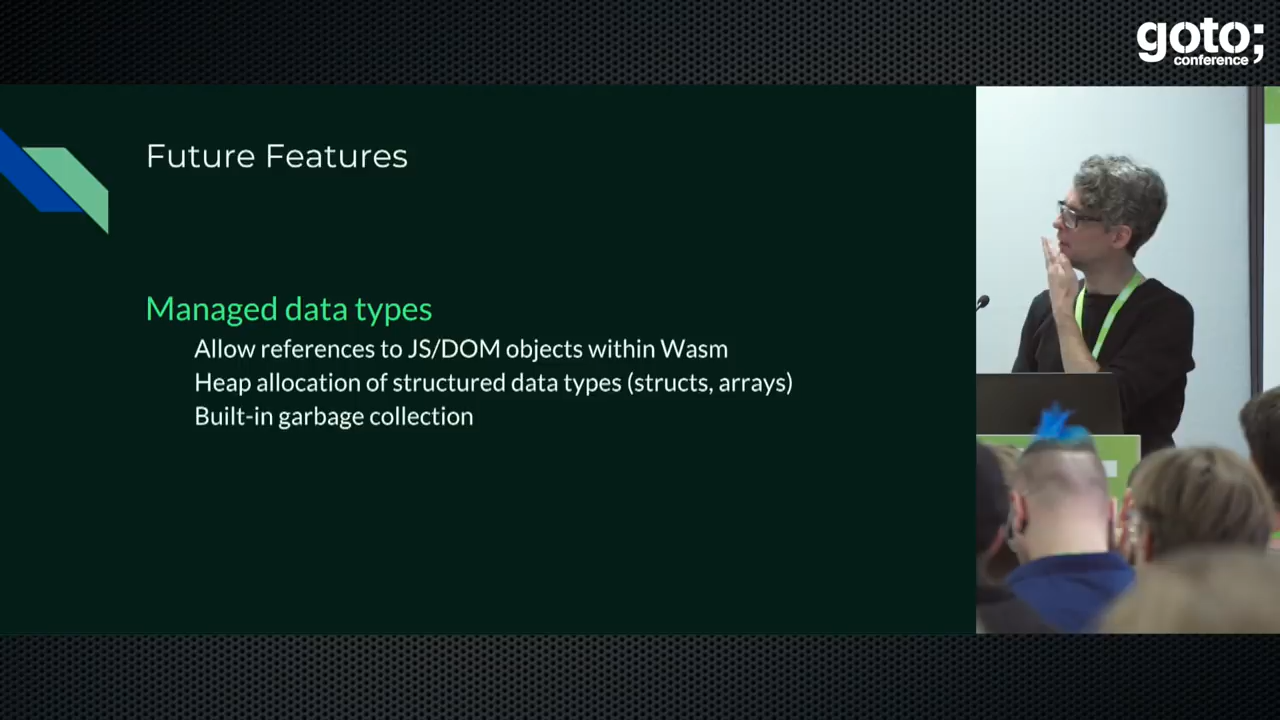 goto;
conference
Future Features
Managed data types
Allow references to JS/DOM objects within Wasm
Heap allocation of structured data types (structs, arrays)
Built-in garbage collection